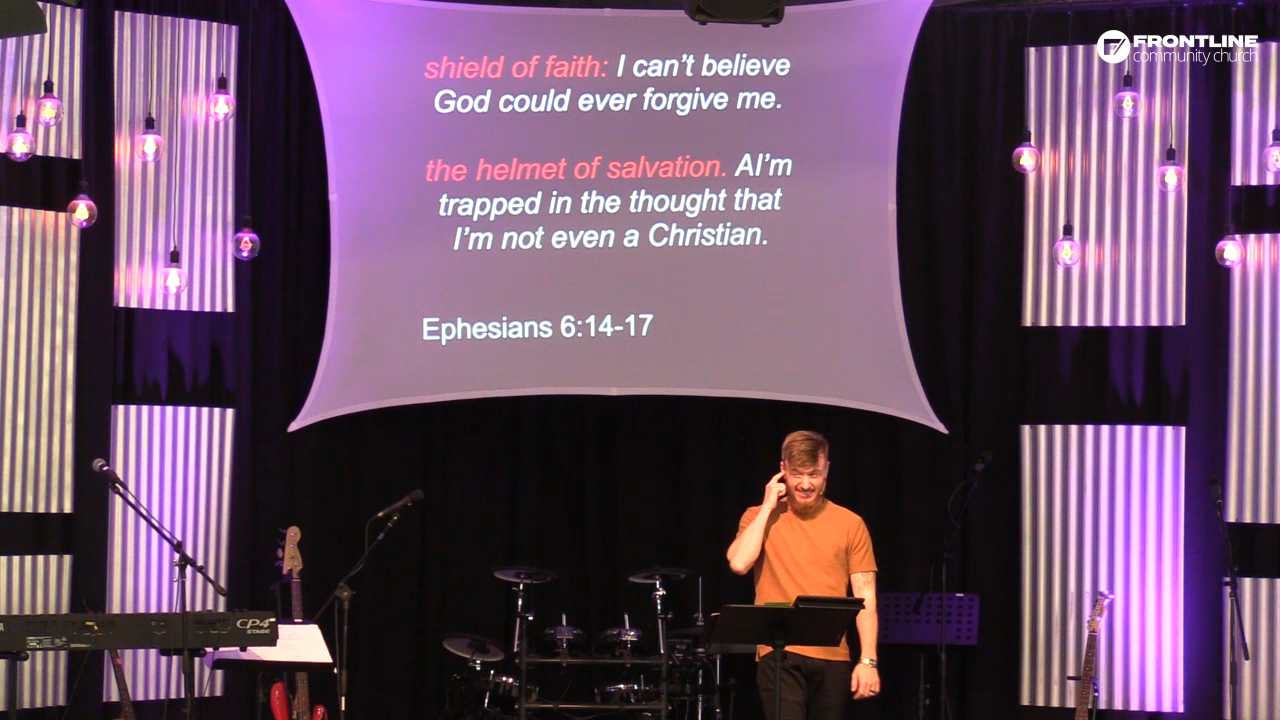 FRONTLINE
community church
shield of faith: I can't believe
God could ever forgive me.
the helmet of salvation. AI'm
trapped in the thought that
I'm not even a Christian.
Ephesians 6:14-17
CP4
STAGE